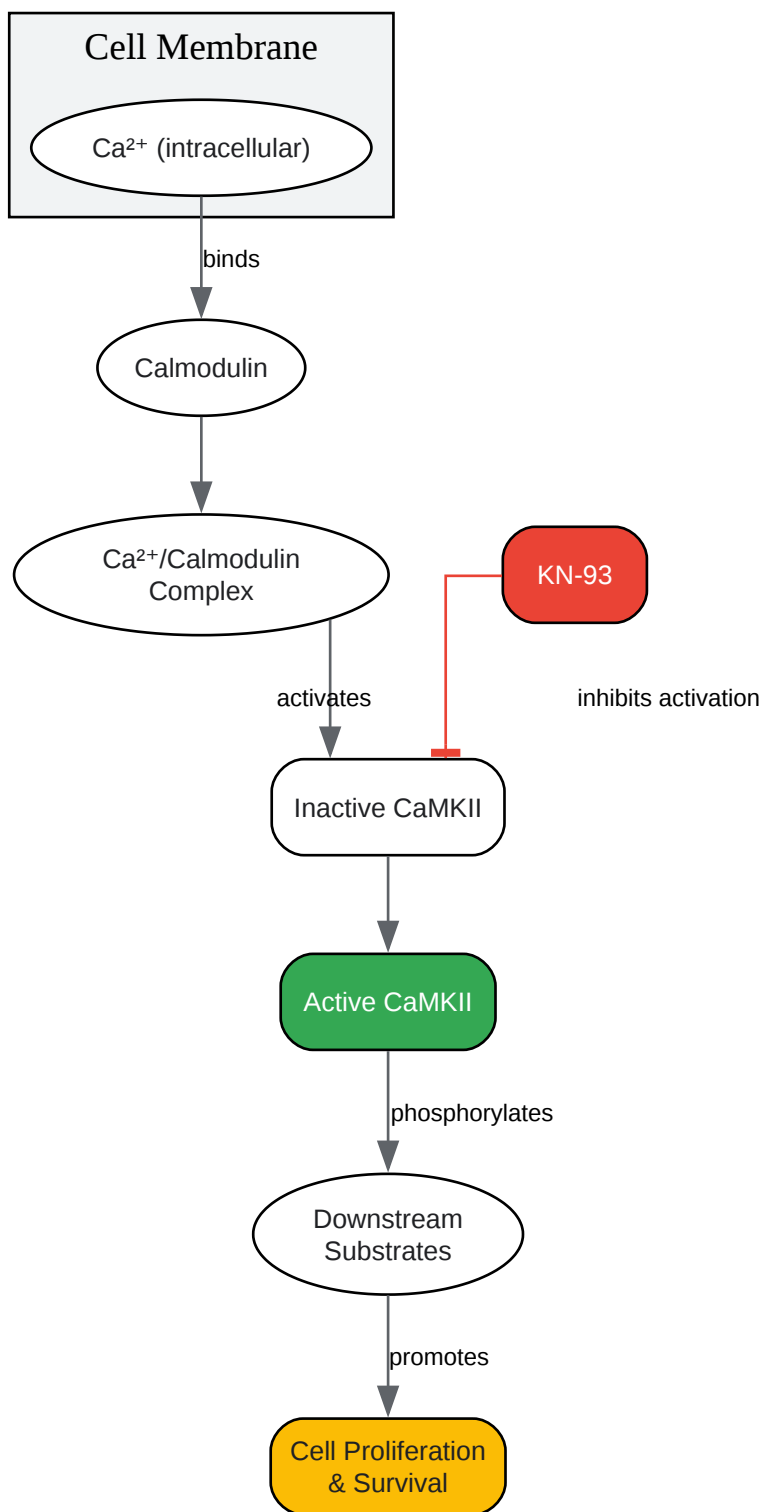 Cell Membrane
Ca²⁺ (intracellular)
binds
Calmodulin
Ca²⁺/Calmodulin
Complex
KN-93
activates
inhibits activation
Inactive CaMKII
Active CaMKII
phosphorylates
Downstream
Substrates
promotes
Cell Proliferation
& Survival